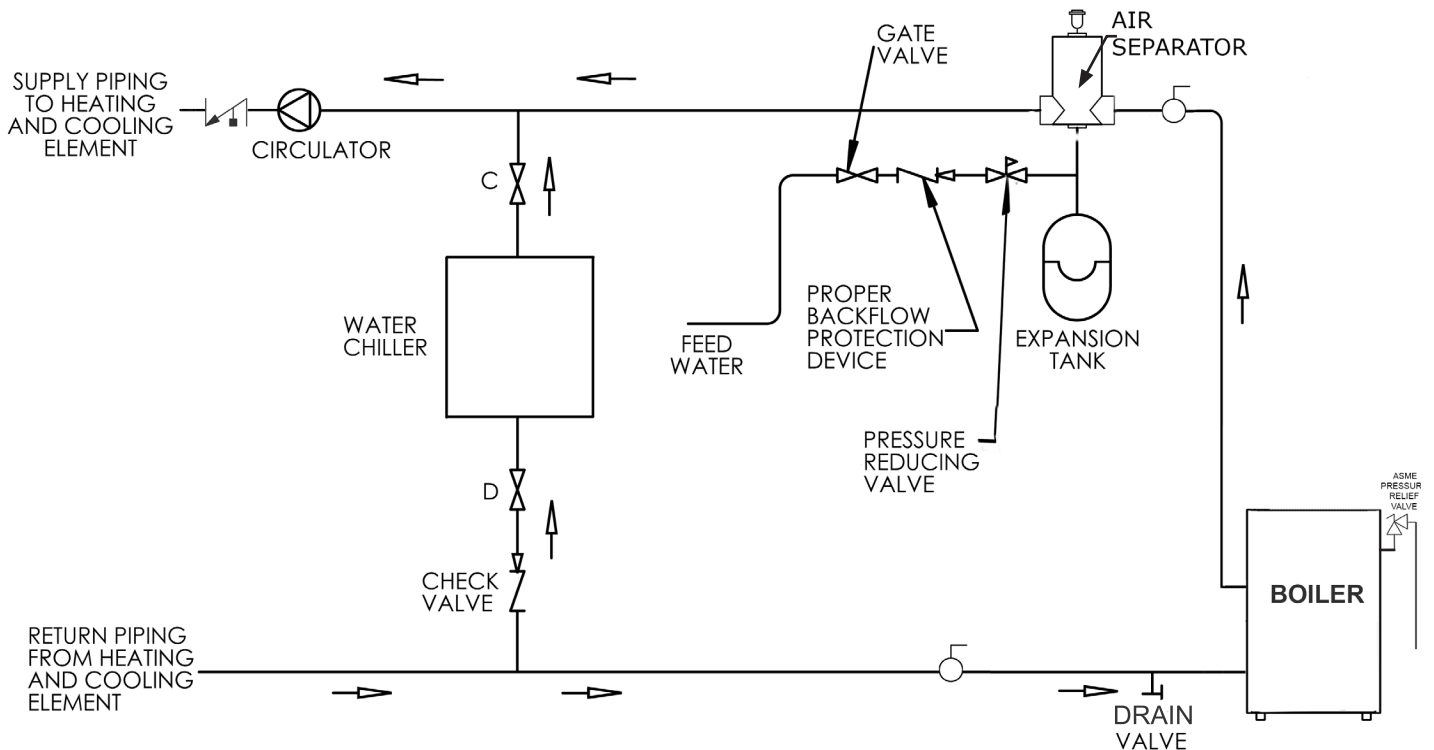 GATE
VALVE
AIR
SEPARATOR
SUPPLY PIPING
TO HEATING
AND COOLING
ELEMENT
CIRCULATOR
C
WATER
CHILLER
FEED
WATER
PROPER
BACKFLOW
PROTECTION
DEVICE
EXPANSION
TANK
PRESSURE
REDUCING
VALVE
D
ASME
PRESSUR
RELIEF
VALVE
CHECK
VALVE
BOILER
RETURN PIPING
FROM HEATING
AND COOLING
ELEMENT
DRAIN
VALVE